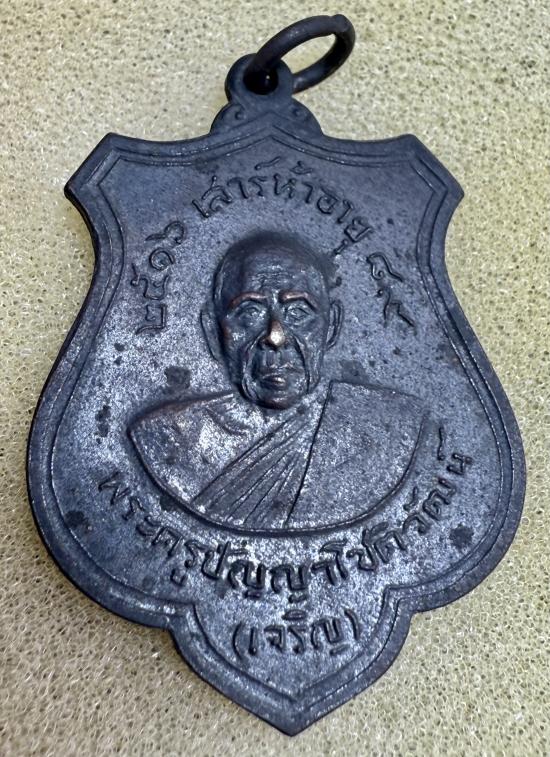 ๒๕๑๖ เสาร์ห้าอายุ ๘๙
พระครูปัญญาโชติวัฒน์
(เจริญ)